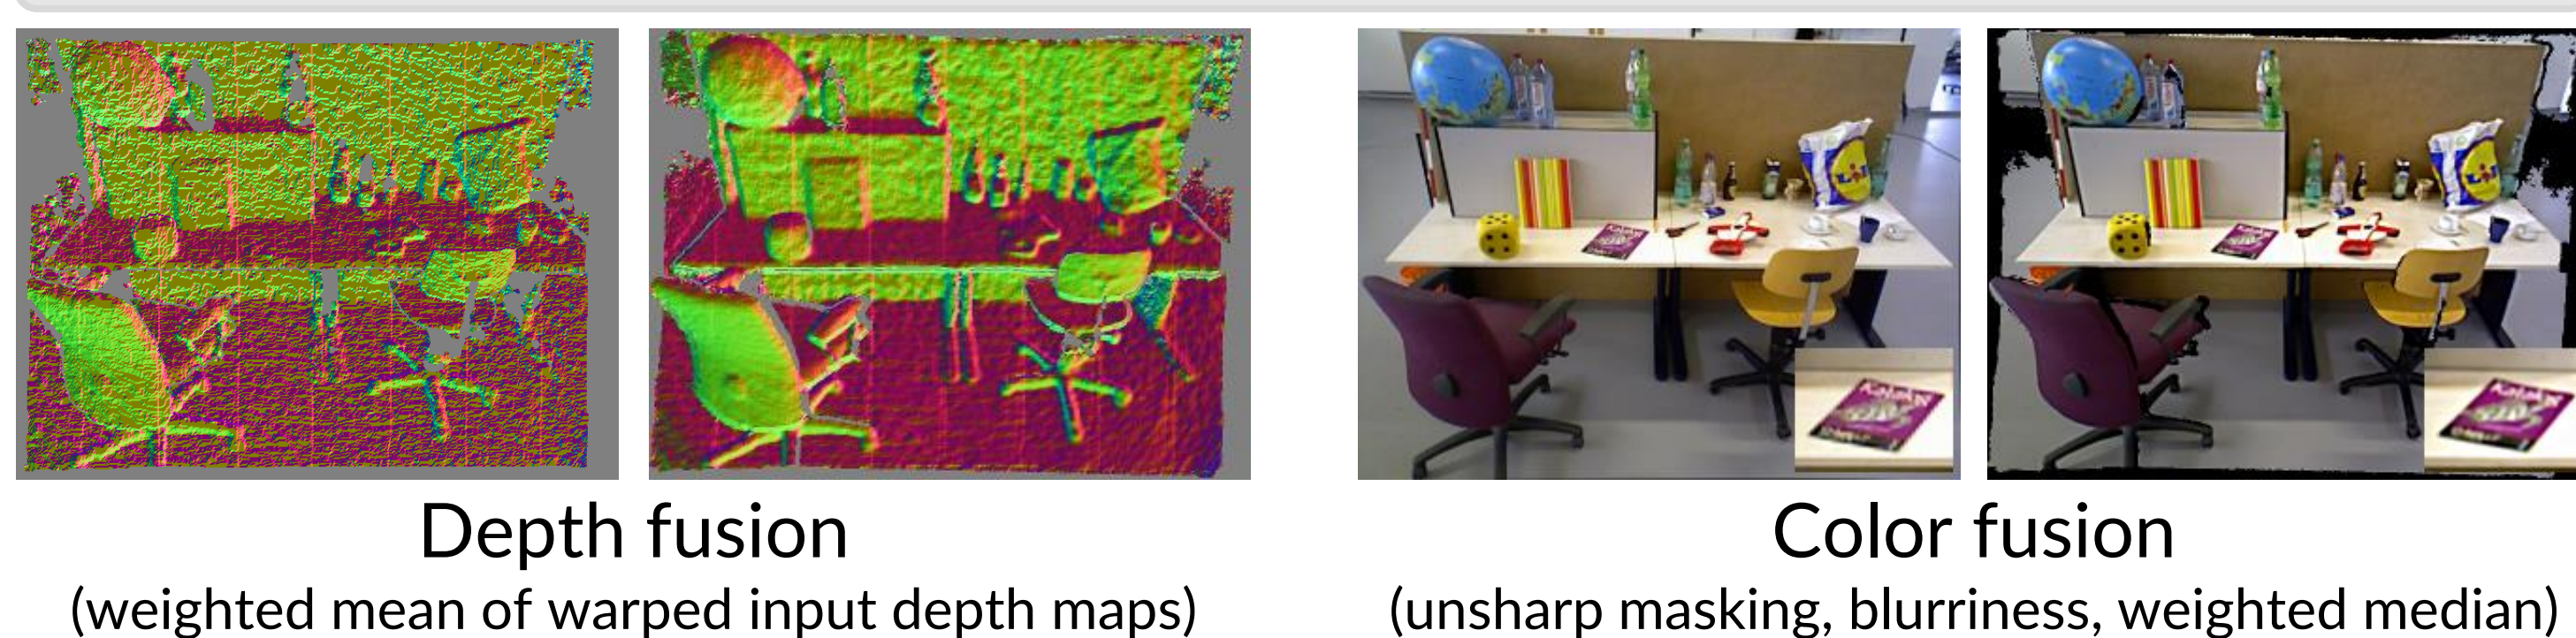 Depth fusion
(weighted mean of warped input depth maps)
Color fusion
(unsharp masking, blurriness, weighted median)